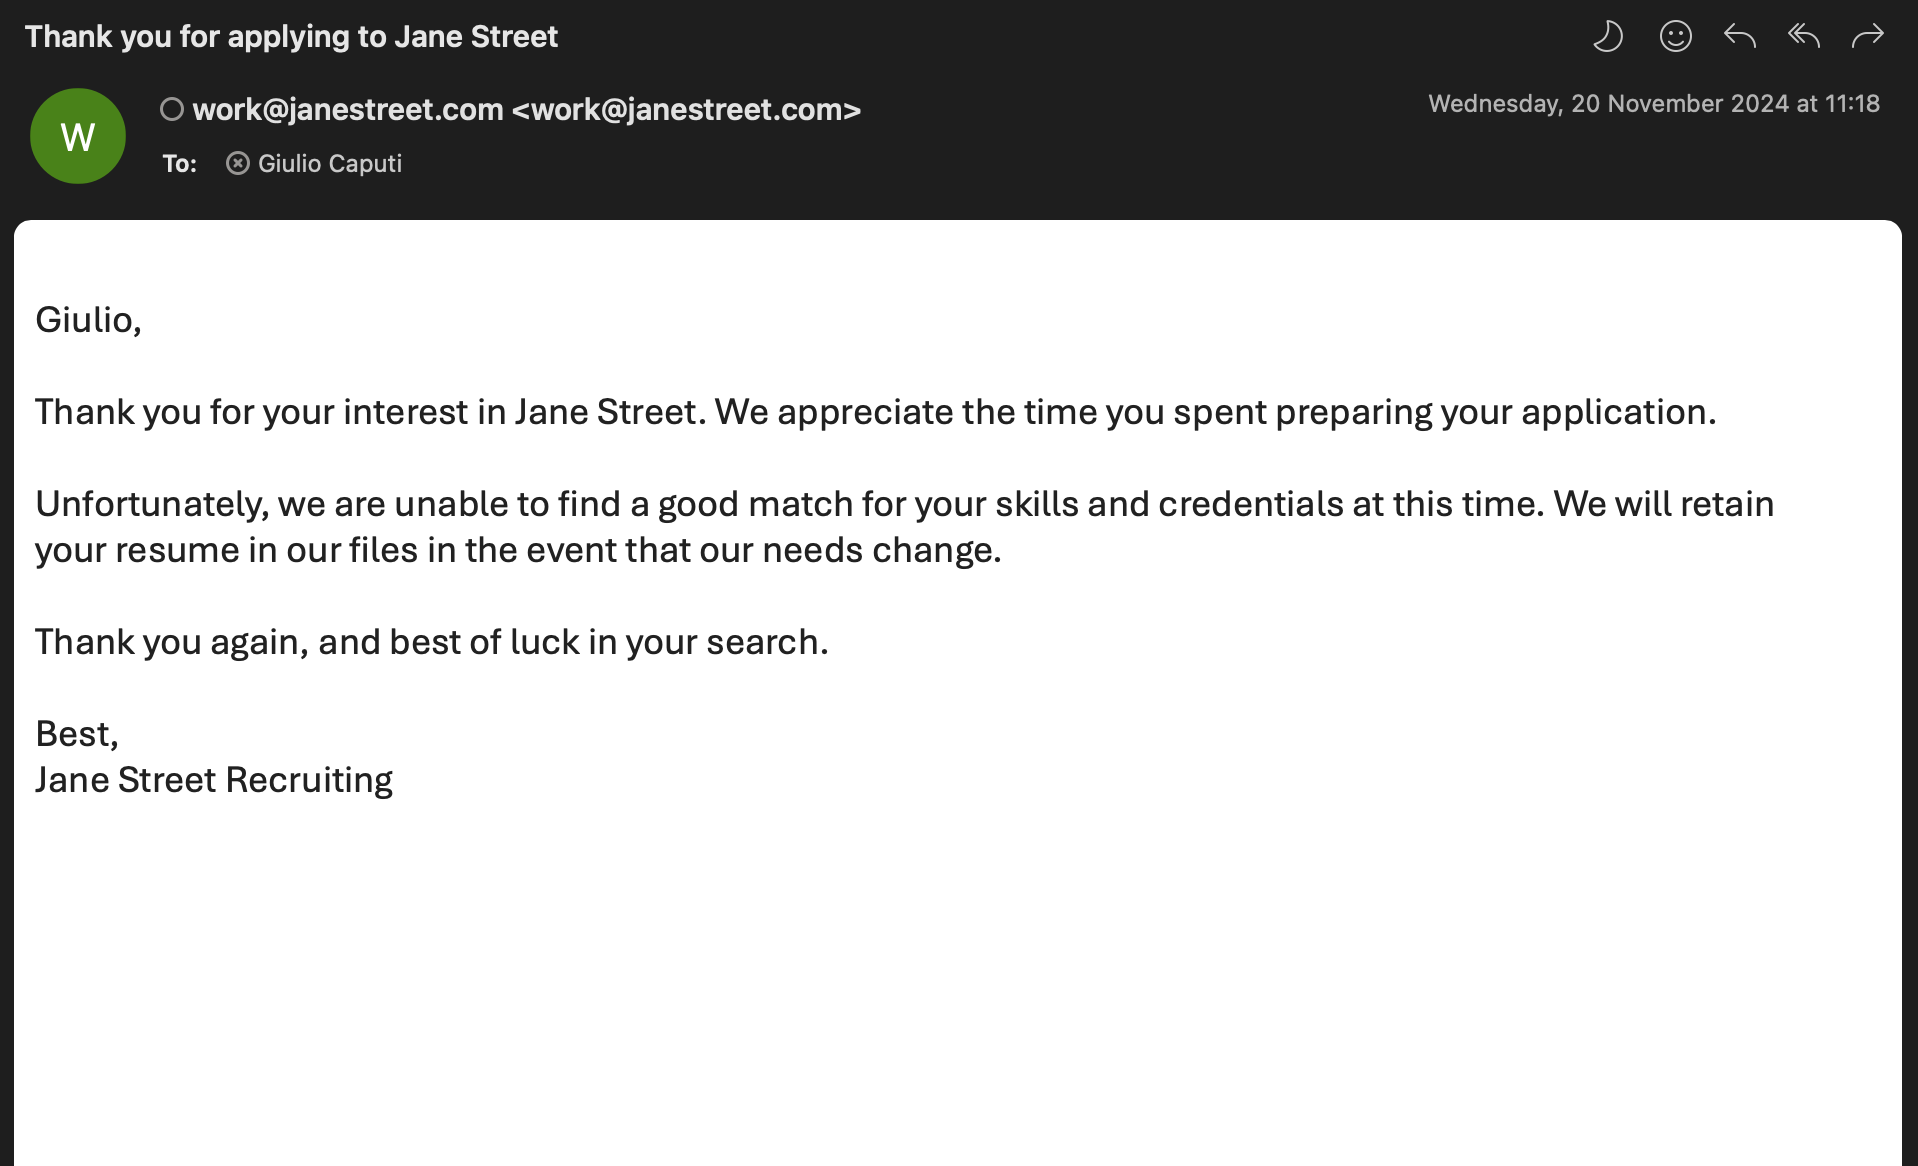 Thank you for applying to Jane Street
W
work@janestreet.com <work@janestreet.com>
Wednesday, 20 November 2024 at 11:18
To: Giulio Caputi
Giulio,
Thank you for your interest in Jane Street. We appreciate the time you spent preparing your application.
Unfortunately, we are unable to find a good match for your skills and credentials at this time. We will retain
your resume in our files in the event that our needs change.
Thank you again, and best of luck in your search.
Best,
Jane Street Recruiting